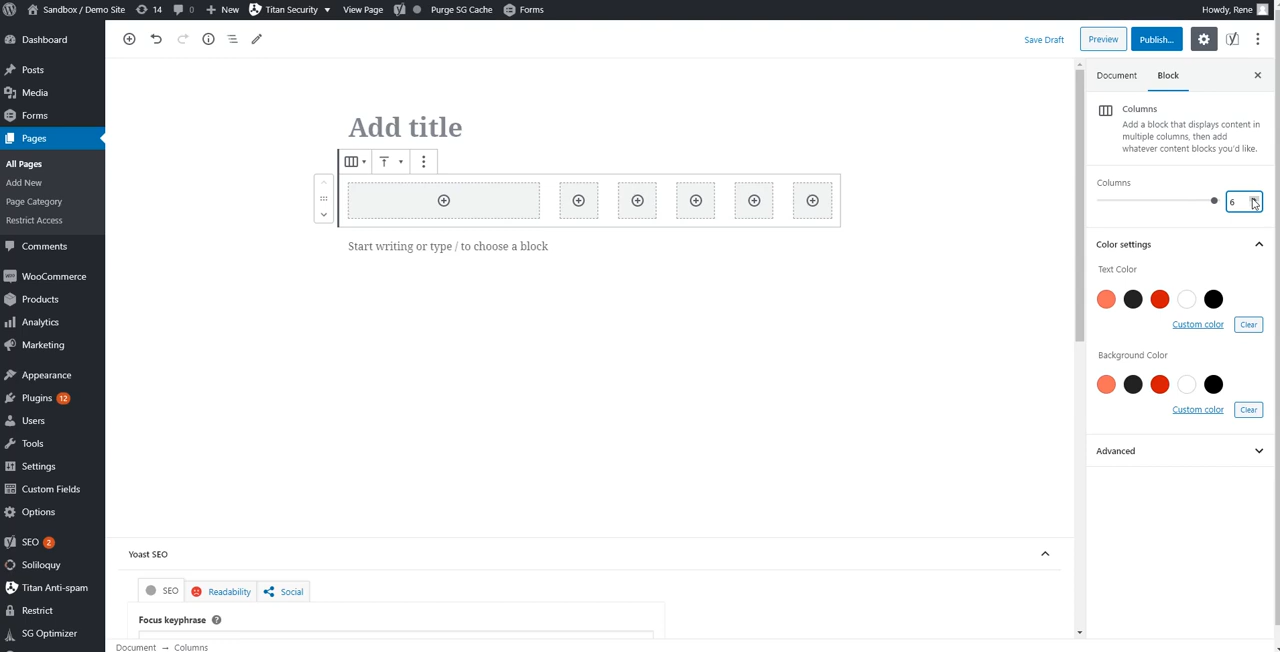 Sandbox / Demo Site 14 0 New Titan Security View Page Purge SG Cache Forms Howdy, Rene
Dashboard
Posts
Media
Forms
Pages
All Pages
Add New
Page Category
Restrict Access
Comments
WooCommerce
Products
Analytics
Marketing
Appearance
Plugins 12
Users
Tools
Settings
Custom Fields
Options
SEO 2
Soliloquy
Titan Anti-spam
Restrict
SG Optimizer
Save Draft Preview Publish...
Add title
Start writing or type / to choose a block
Yoast SEO
SEO Readability Social
Focus keyphrase ?
Document → Columns
Document Block
Columns
Add a block that displays content in
multiple columns, then add
whatever content blocks you'd like.
Columns
6
Color settings
Text Color
Custom color Clear
Background Color
Custom color Clear
Advanced